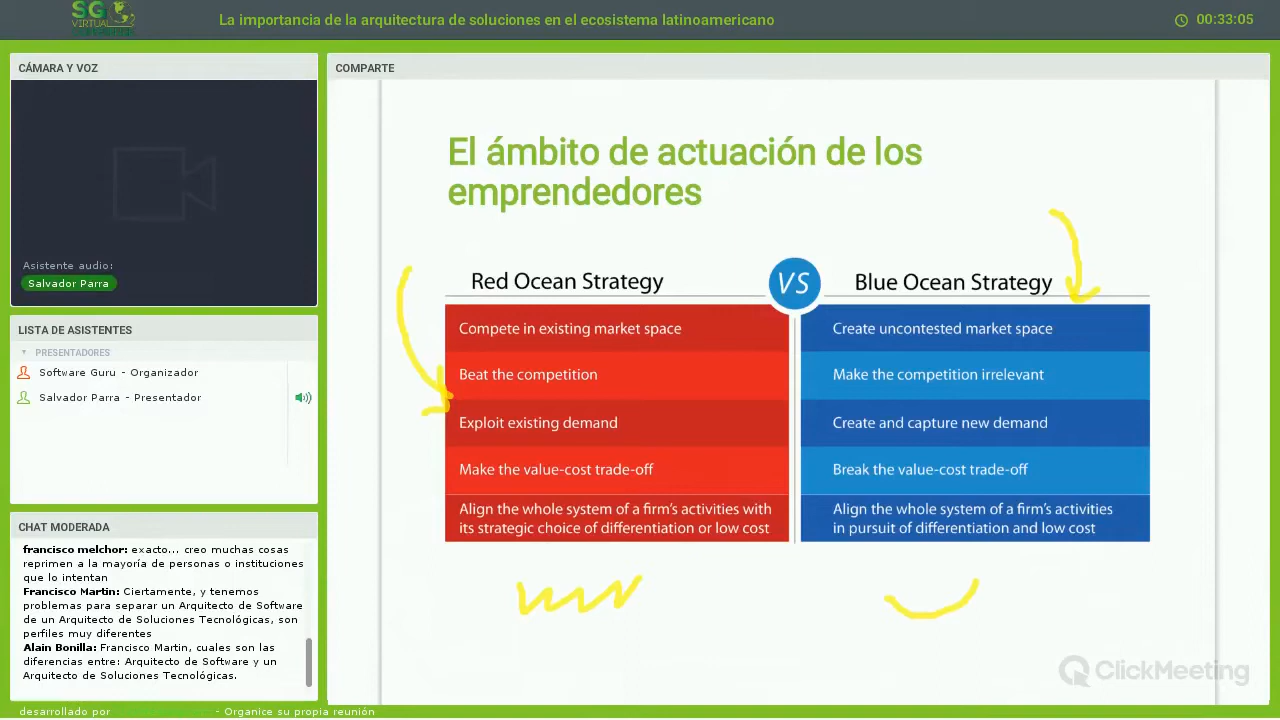 SG
VIRTUAL
La importancia de la arquitectura de soluciones en el ecosistema latinoamericano
00:33:05
CÁMARA Y VOZ
Asistente audio:
Salvador Parra
LISTA DE ASISTENTES
PRESENTADORES
Software Guru - Organizador
Salvador Parra - Presentador
CHAT MODERADA
francisco melchor: exacto... creo muchas cosas
reprimen a la mayoría de personas o instituciones
que lo intentan
Francisco Martin: Ciertamente, y tenemos
problemas para separar un Arquitecto de Software
de un Arquitecto de Soluciones Tecnológicas, son
perfiles muy diferentes
Alain Bonilla: Francisco Martin, cuales son las
diferencias entre: Arquitecto de Software y un
Arquitecto de Soluciones Tecnológicas.
COMPARTE
El ámbito de actuación de los
emprendedores
Red Ocean Strategy
VS
Blue Ocean Strategy
Compete in existing market space
Create uncontested market space
Beat the competition
Make the competition irrelevant
Exploit existing demand
Create and capture new demand
Make the value-cost trade-off
Break the value-cost trade-off
Align the whole system of a firm's activities with
its strategic choice of differentiation or low cost
Align the whole system of a firm's activities
in pursuit of differentiation and low cost
ClickMeeting
desarrollado por
- Organice su propia reunión